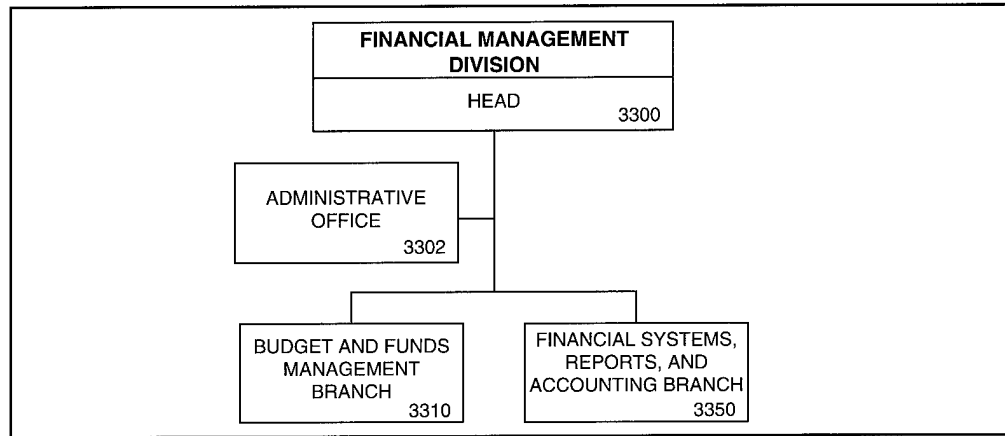 FINANCIAL MANAGEMENT
DIVISION
HEAD
3300
ADMINISTRATIVE
OFFICE
3302
BUDGET AND FUNDS
MANAGEMENT
BRANCH
3310
FINANCIAL SYSTEMS,
REPORTS, AND
ACCOUNTING BRANCH
3350